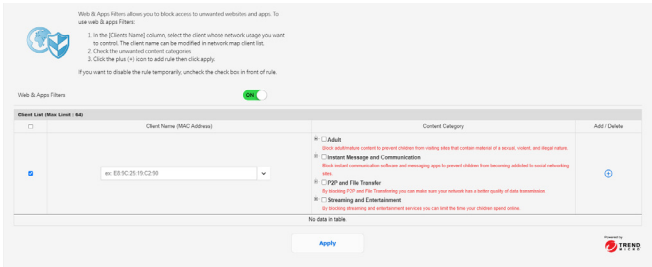 Web & Apps Filters allows you to block access to unwanted websites and apps. To
use web & apps Filters:
1. In the [Clients Name] column, select the client whose network usage you want
to control. The client name can be modified in network map client list.
2. Check the unwanted content categories
3. Click the plus (+) icon to add rule then click apply.
If you want to disable the rule temporarily, uncheck the check box in front of rule.
Web & Apps Filters
ON
Client List (Max Limit : 64)
Client Name (MAC Address)
Content Category
Add / Delete
Adult
Block adult/mature content to prevent children from visiting sites that contain material of a sexual, violent, and illegal nature.
Instant Message and Communication
Block instant communication software and messaging apps to prevent children from becoming addicted to social networking
sites.
ex: E8:9C:25:19:C2:90
P2P and File Transfer
By blocking P2P and File Transferring you can make sure your network has a better quality of data transmission.
Streaming and Entertainment
By blocking streaming and entertainment services you can limit the time your children spend online.
No data in table.
Apply
Powered by
TREND
MICRO